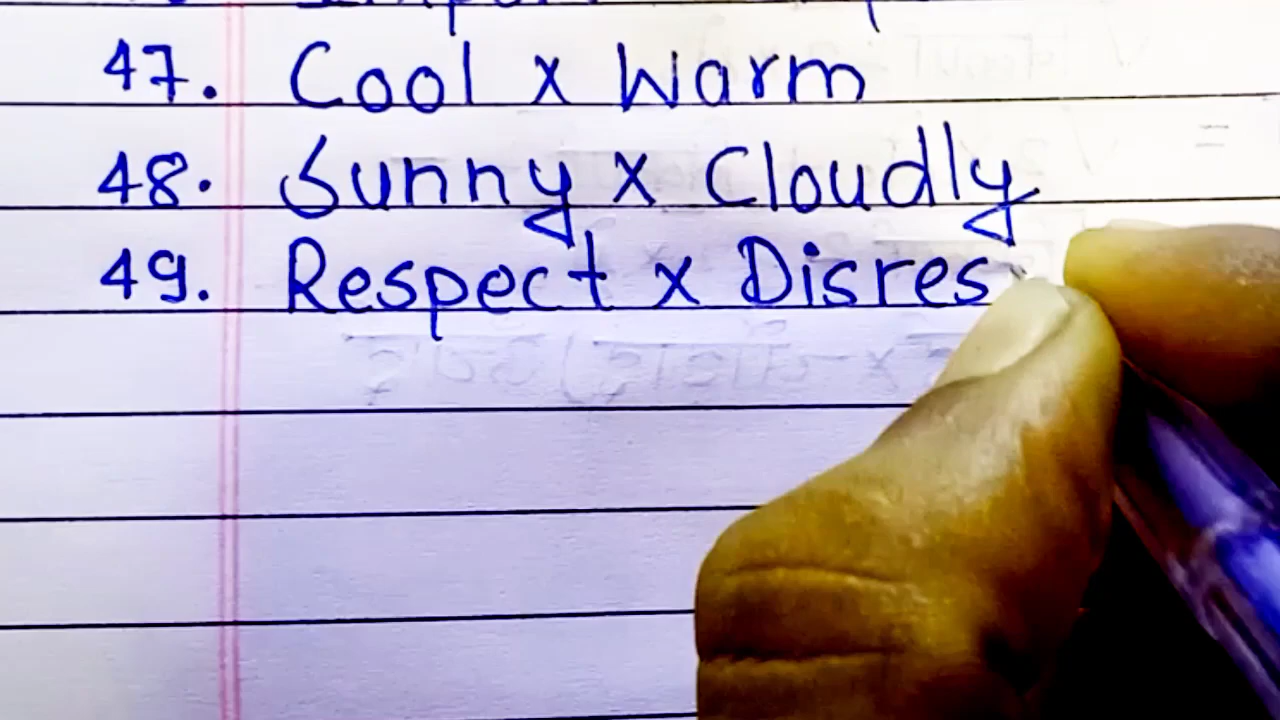 47. Cool x Warm
48. Sunny x Cloudly
49. Respect x Disres